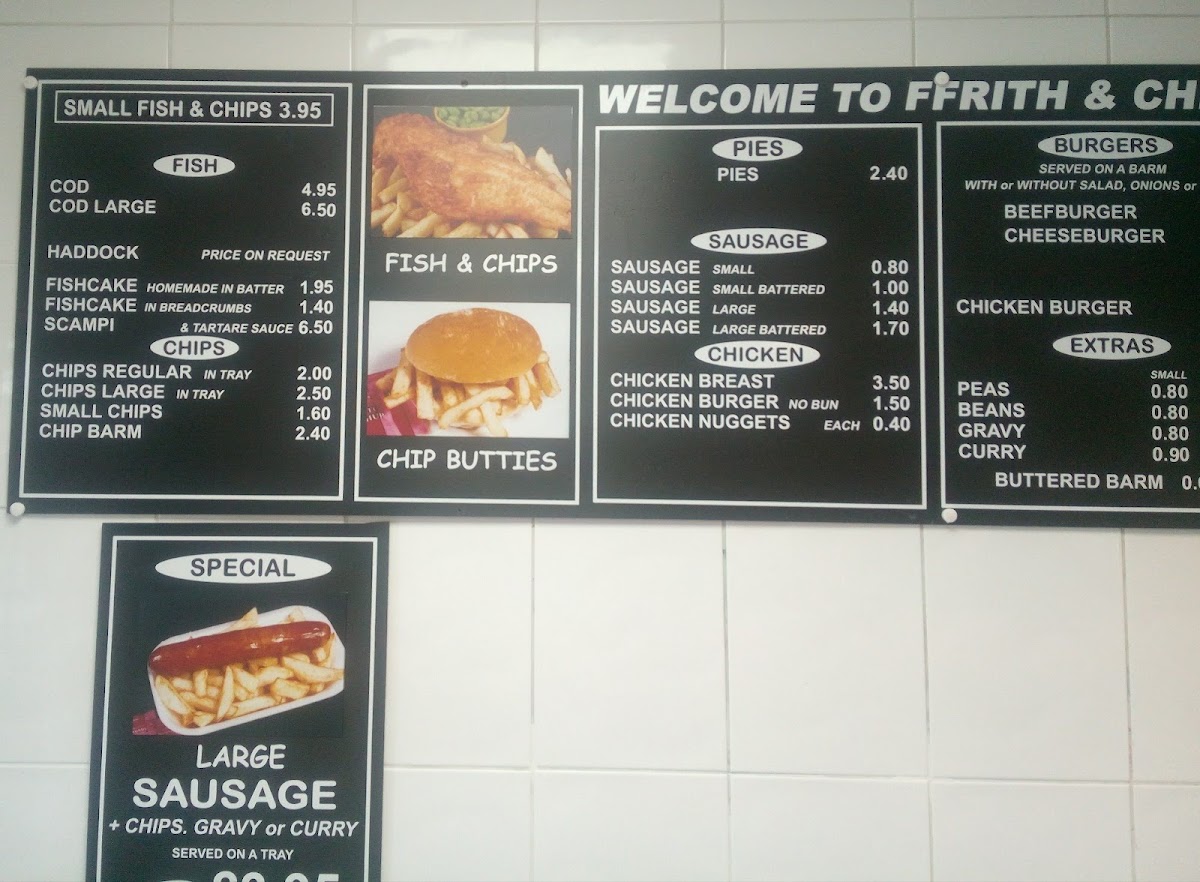 SMALL FISH & CHIPS 3.95
FISH
COD 4.95
COD LARGE 6.50
HADDOCK PRICE ON REQUEST
FISHCAKE HOMEMADE IN BATTER 1.95
FISHCAKE IN BREADCRUMBS 1.40
SCAMPI & TARTARE SAUCE 6.50
CHIPS
CHIPS REGULAR IN TRAY 2.00
CHIPS LARGE IN TRAY 2.50
SMALL CHIPS 1.60
CHIP BARM 2.40
FISH & CHIPS
CHIP BUTTIES
WELCOME TO FFRITH & CH
PIES
PIES 2.40
SAUSAGE
SAUSAGE SMALL 0.80
SAUSAGE SMALL BATTERED 1.00
SAUSAGE LARGE 1.40
SAUSAGE LARGE BATTERED 1.70
CHICKEN
CHICKEN BREAST 3.50
CHICKEN BURGER NO BUN 1.50
CHICKEN NUGGETS EACH 0.40
BURGERS
SERVED ON A BARM
WITH or WITHOUT SALAD, ONIONS or
BEEFBURGER
CHEESEBURGER
CHICKEN BURGER
EXTRAS
SMALL
PEAS 0.80
BEANS 0.80
GRAVY 0.80
CURRY 0.90
BUTTERED BARM
SPECIAL
LARGE
SAUSAGE
+ CHIPS. GRAVY or CURRY
SERVED ON A TRAY